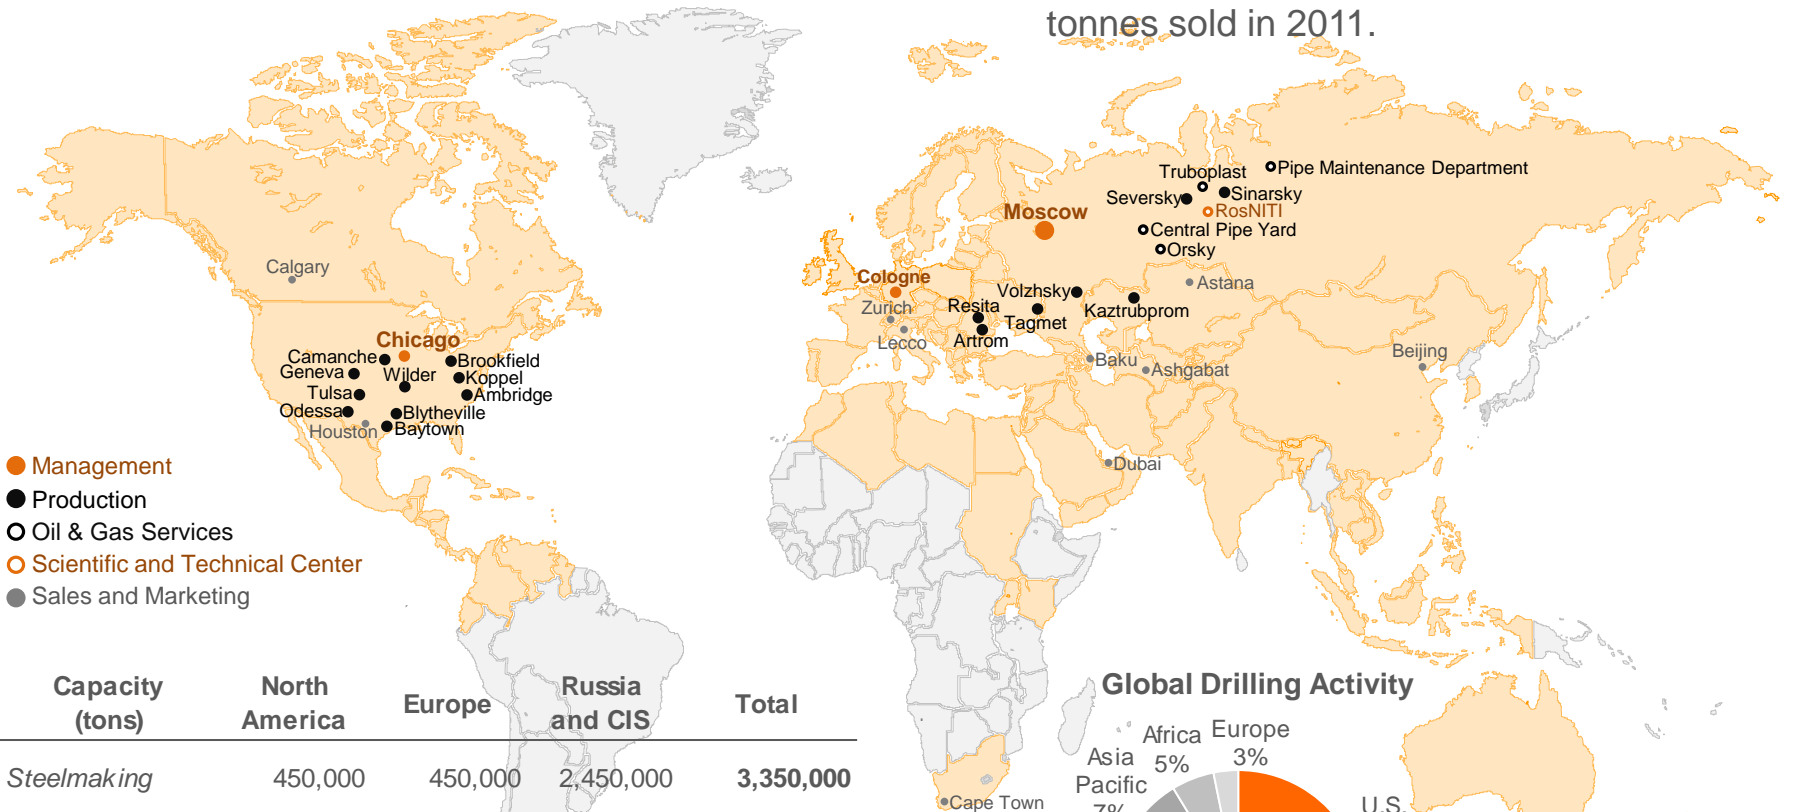 tonnes sold in 2011.
Pipe Maintenance Department
Truboplast
Seversky
Sinarsky
RosNITI
Moscow
Central Pipe Yard
Orsky
Calgary
Cologne
Astana
Volzhsky
Zurich
Resita
Kaztrubprom
Tagmet
Lecco
Artrom
Chicago
Camanche
Brookfield
Geneva
Wilder
Koppel
Baku
Ashgabat
Beijing
Tulsa
Ambridge
Odessa
Blytheville
Houston
Baytown
Dubai
Management
Production
Oil & Gas Services
Scientific and Technical Center
Sales and Marketing
Capacity
(tons)
North
America
Europe
Russia
and CIS
Total
Steelmaking 450,000 450,000 2,450,000 3,350,000
Global Drilling Activity
Africa
5%
Europe
3%
Asia
Pacific
7%
U.S.
Cape Town